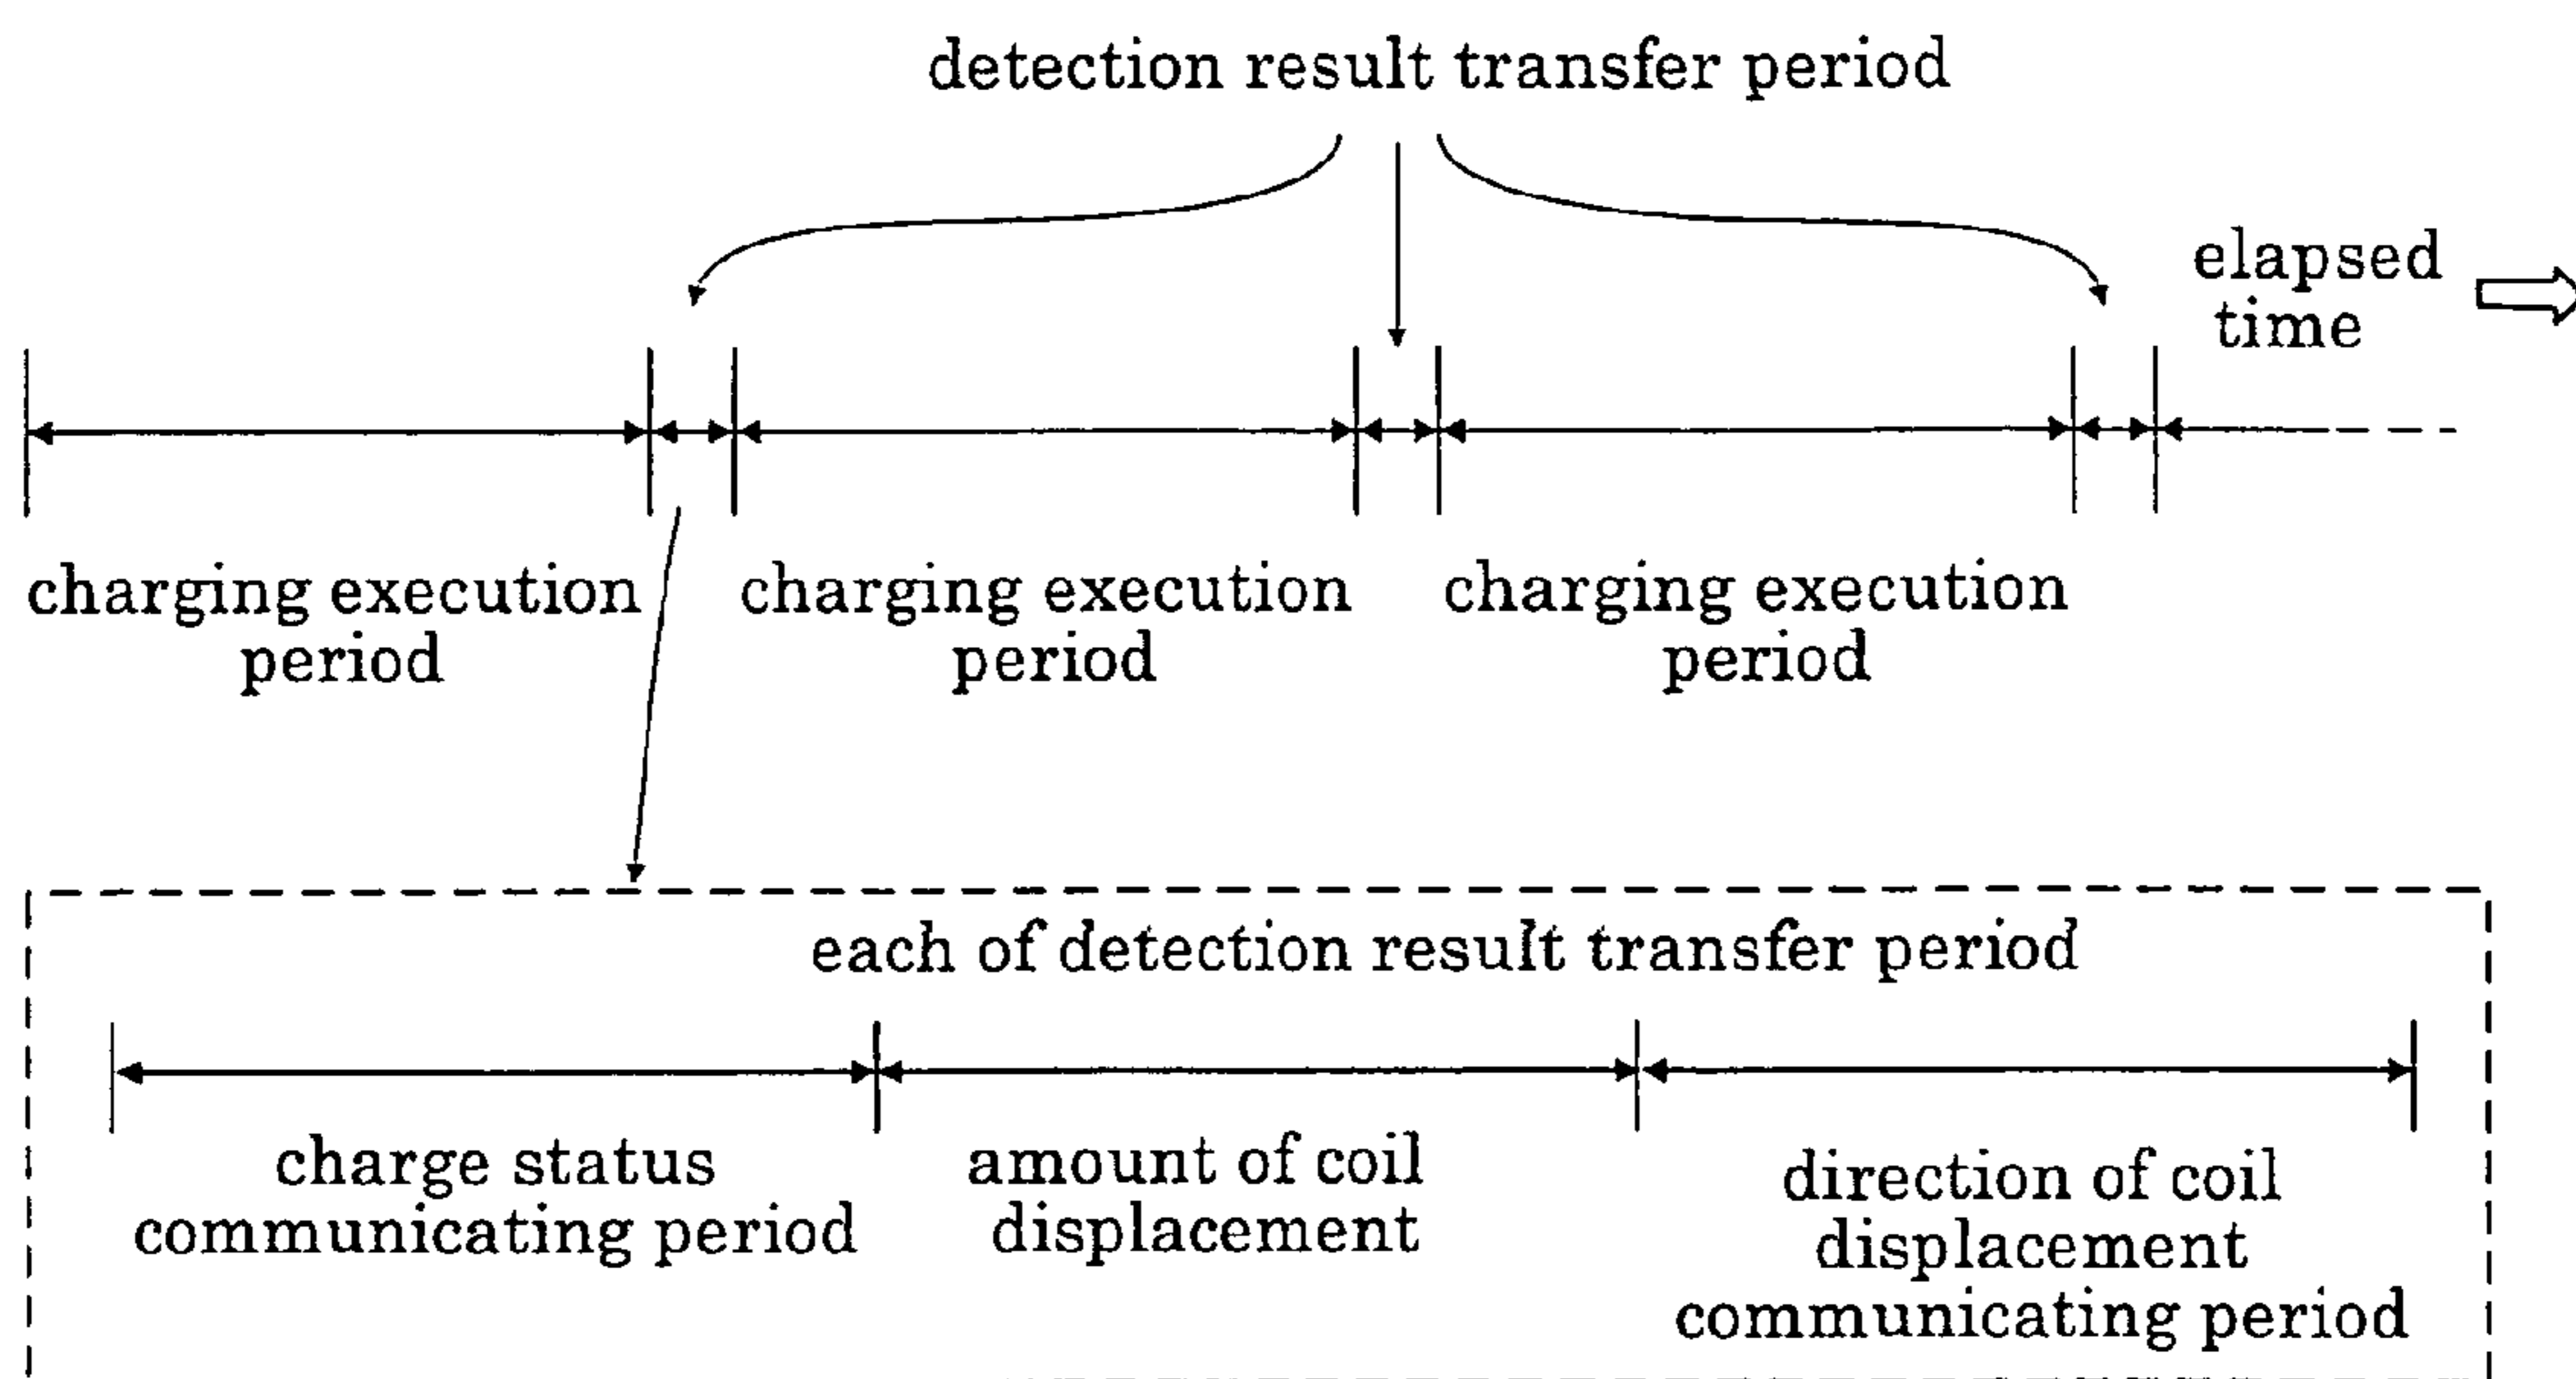 detection result transfer period
elapsed
time
charging execution
period
charging execution
period
charging execution
period
each of detection result transfer period
charge status
communicating period
amount of coil
displacement
direction of coil
displacement
communicating period